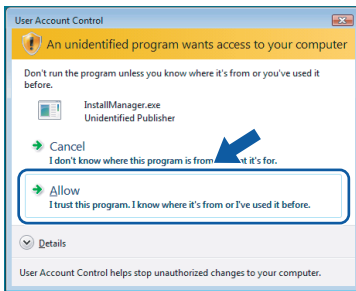 User Account Control
An unidentified program wants access to your computer
Don't run the program unless you know where it's from or you've used it
before.
InstallManager.exe
Unidentified Publisher
Cancel
I don't know where this program is from it's for.
Allow
I trust this program. I know where it's from or I've used it before.
Details
User Account Control helps stop unauthorized changes to your computer.